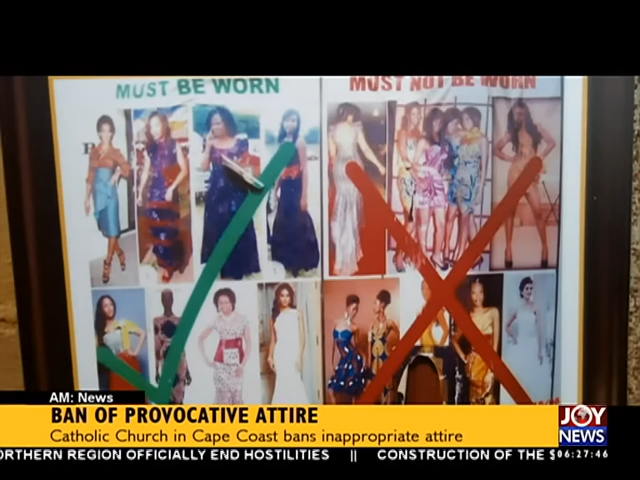 MUST BE WORN
MUST NOT BE WORN
AM: News
BAN OF PROVOCATIVE ATTIRE
Catholic Church in Cape Coast bans inappropriate attire
JOY
NEWS
ORTHERN REGION OFFICIALLY END HOSTILITIES || CONSTRUCTION OF THE $
06:27:46